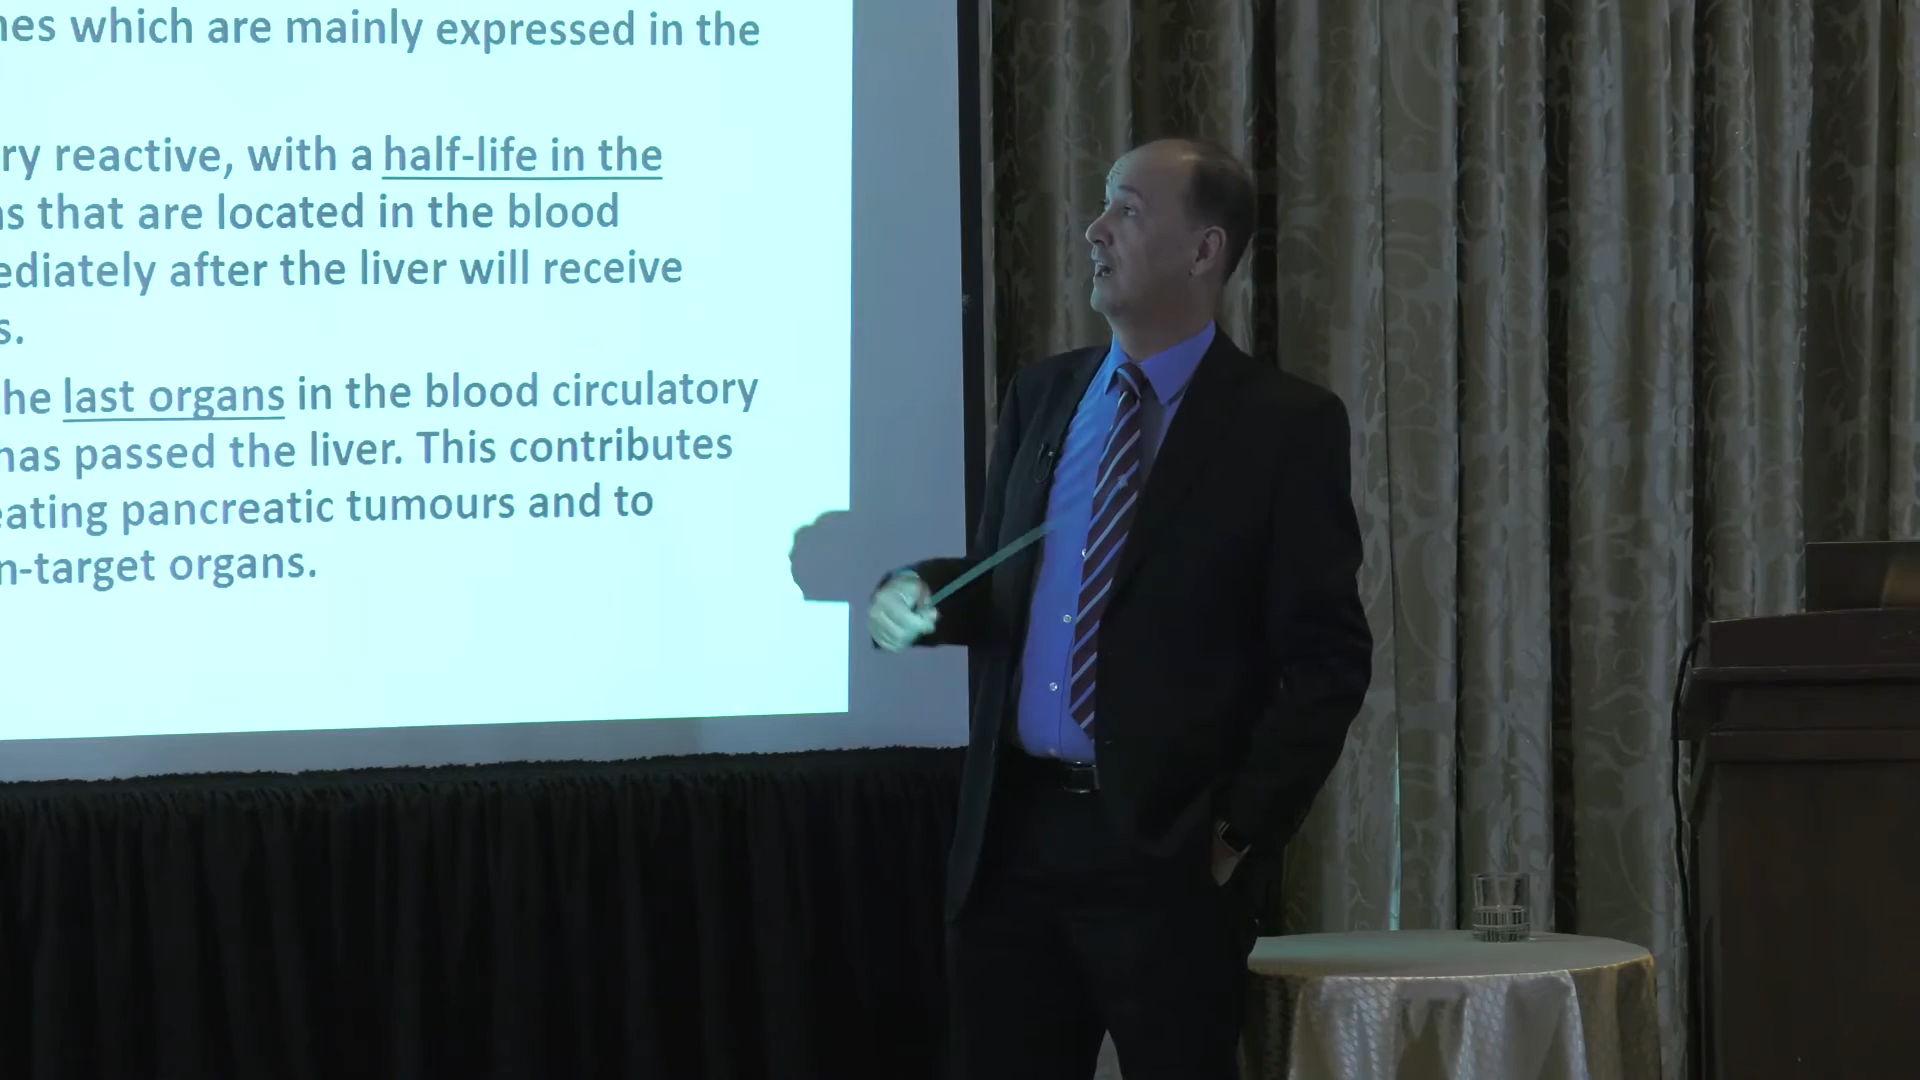 nes which are mainly expressed in the
ry reactive, with a half-life in the
s that are located in the blood
ediately after the liver will receive
s.
he last organs in the blood circulatory
has passed the liver. This contributes
eating pancreatic tumours and to
n-target organs.